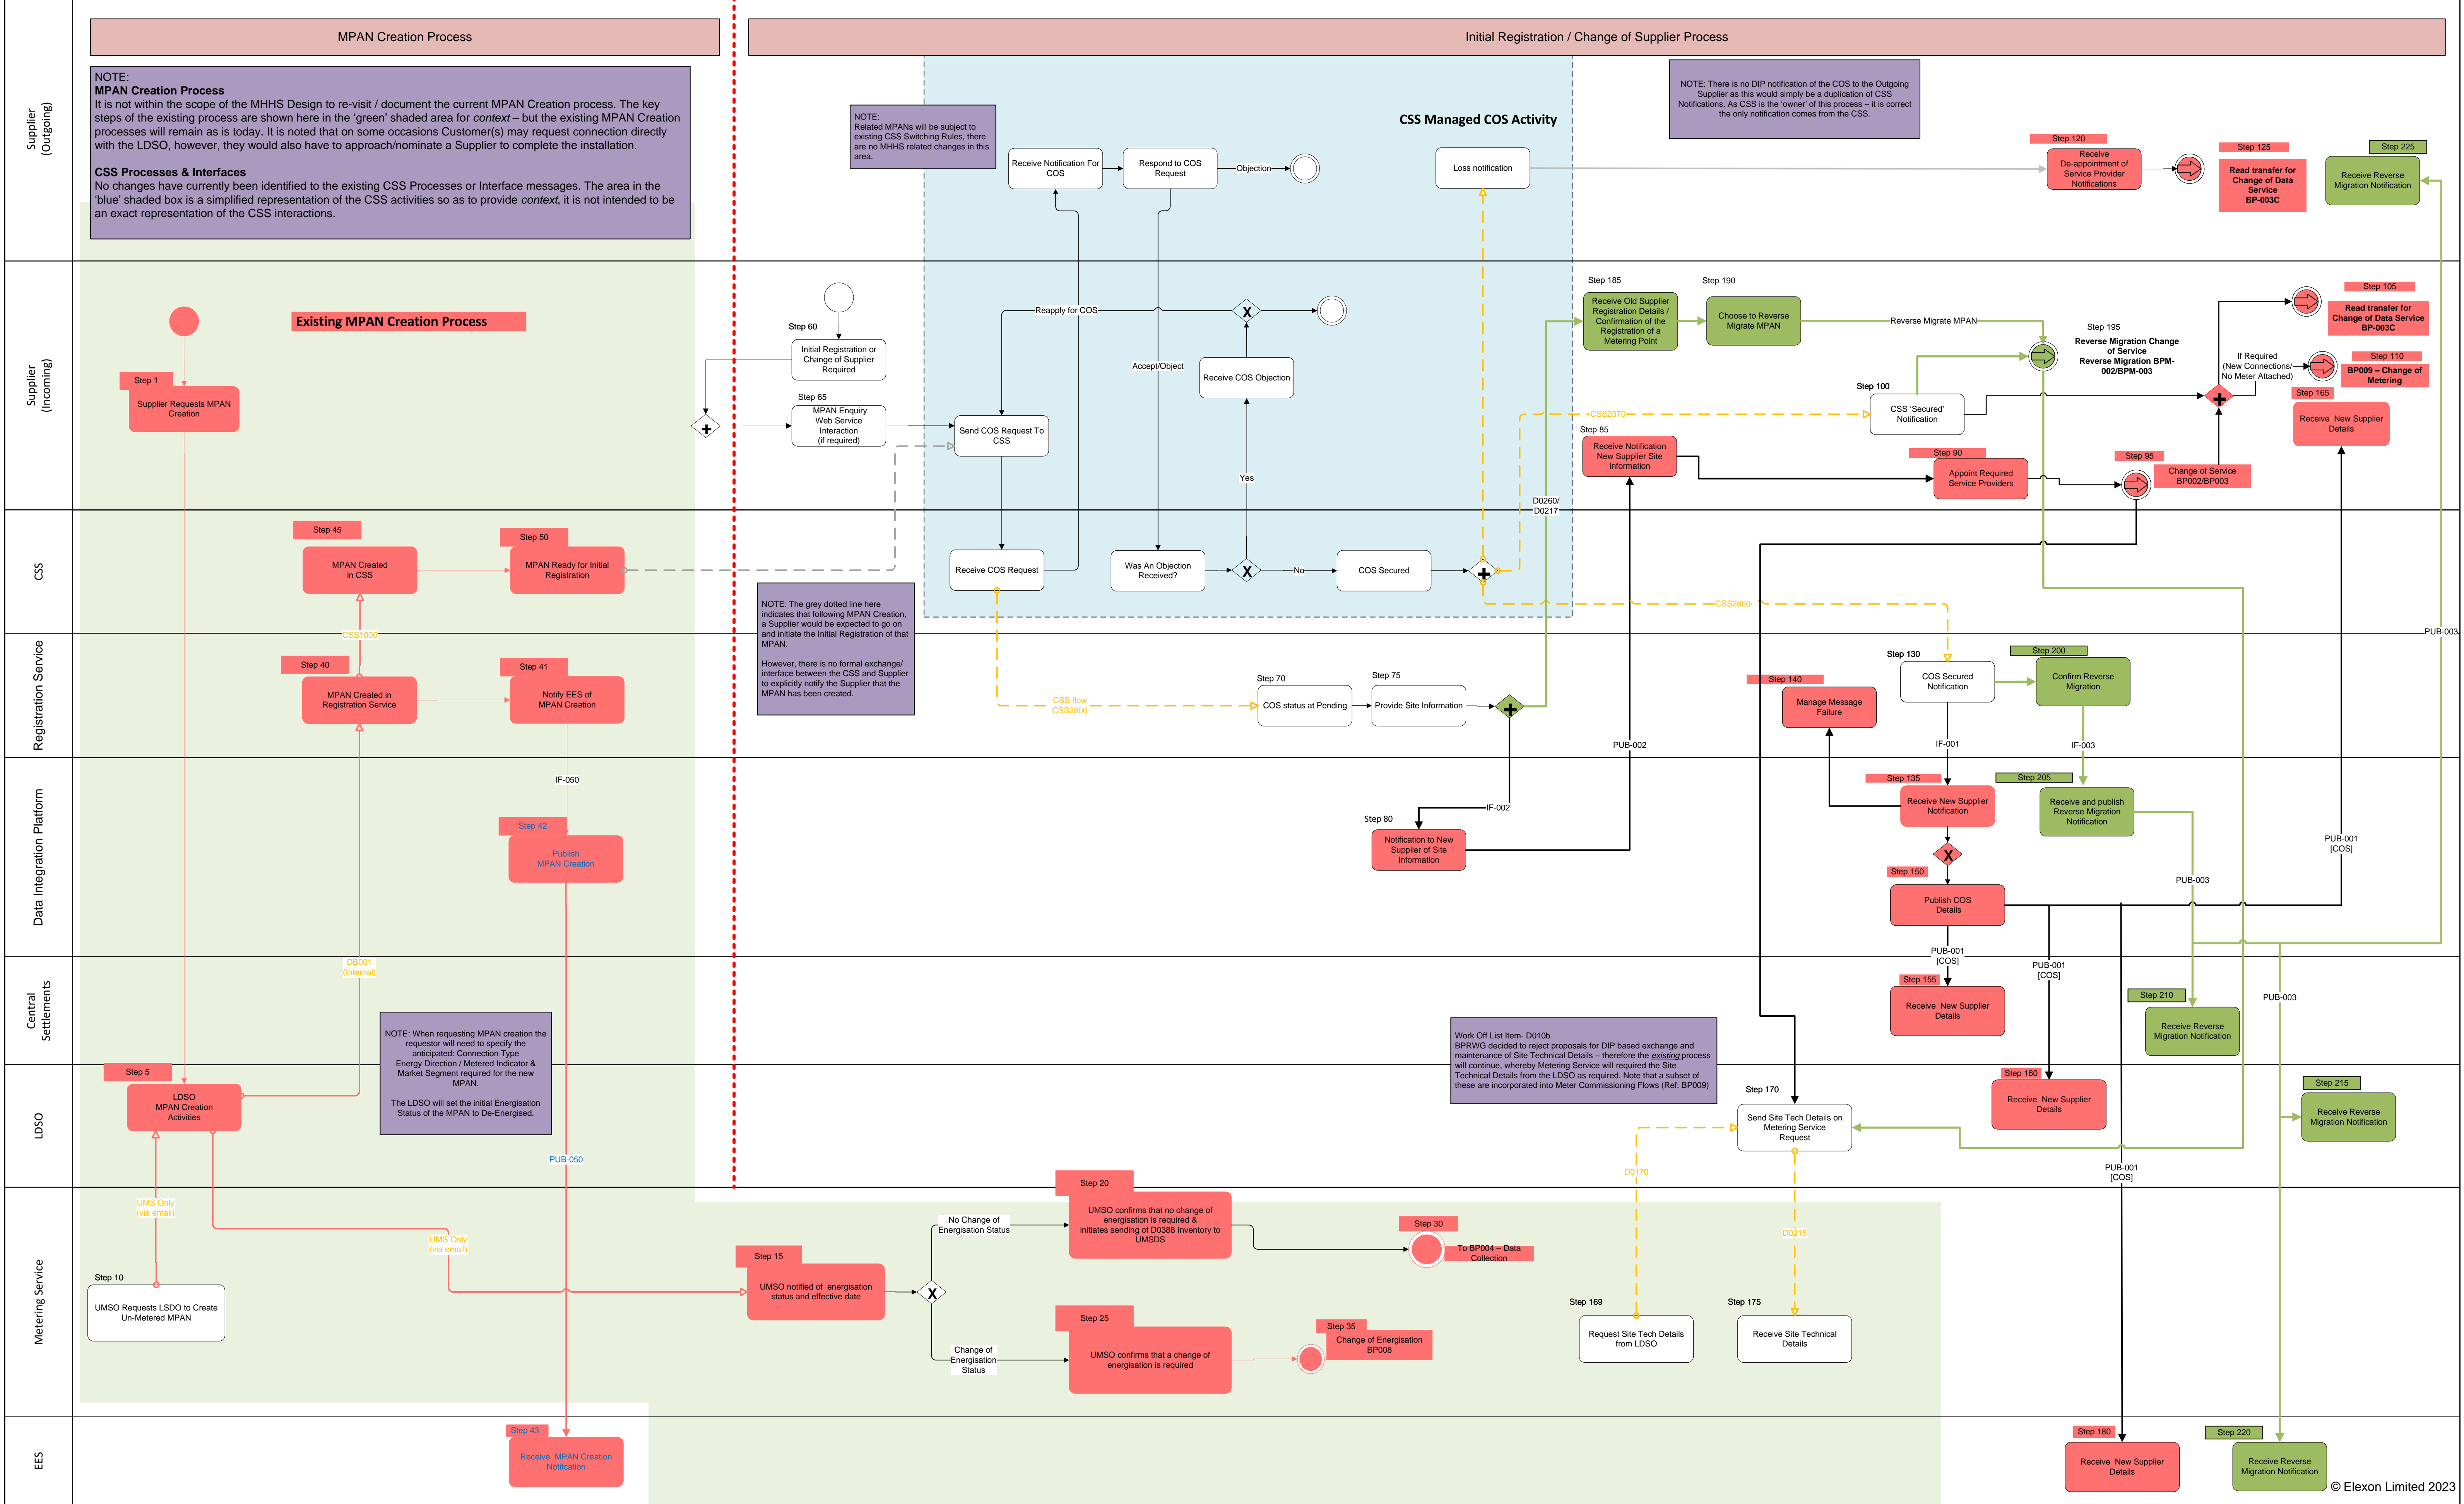 MPAN Creation Process
Initial Registration / Change of Supplier Process
Supplier
(Outgoing)
NOTE:
MPAN Creation Process
It is not within the scope of the MHHS Design to re-visit / document the current MPAN Creation process. The key
steps of the existing process are shown here in the ‘green’ shaded area for context – but the existing MPAN Creation
processes will remain as is today. It is noted that on some occasions Customer(s) may request connection directly
with the LDSO, however, they would also have to approach/nominate a Supplier to complete the installation.
CSS Processes & Interfaces
No changes have currently been identified to the existing CSS Processes or Interface messages. The area in the
‘blue’ shaded box is a simplified representation of the CSS activities so as to provide context, it is not intended to be
an exact representation of the CSS interactions.
NOTE:
Related MPANs will be subject to
existing CSS Switching Rules, there
are no MHHS related changes in this
area.
CSS Managed COS Activity
NOTE: There is no DIP notification of the COS to the Outgoing
Supplier as this would simply be a duplication of CSS
Notifications. As CSS is the ‘owner’ of this process – it is correct
the only notification comes from the CSS.
Receive Notification For
COS
Respond to COS
Request
Objection
Loss notification
Step 120
Receive
De-appointment of
Service Provider
Notifications
Step 125
Read transfer for
Change of Data
Service
BP-003C
Step 225
Receive Reverse
Migration Notification
Supplier
(Incoming)
Existing MPAN Creation Process
Step 1
Supplier Requests MPAN
Creation
Step 60
Initial Registration or
Change of Supplier
Required
Step 65
MPAN Enquiry
Web Service
Interaction
(if required)
Reapply for COS
Accept/Object
Receive COS Objection
Send COS Request To
CSS
Yes
Step 185
Receive Old Supplier
Registration Details /
Confirmation of the
Registration of a
Metering Point
Step 190
Choose to Reverse
Migrate MPAN
Reverse Migrate MPAN
Step 195
Reverse Migration Change
of Service
Reverse Migration BPM-
002/BPM-003
Step 105
Read transfer for
Change of Data Service
BP-003C
If Required
(New Connections/
No Meter Attached)
Step 110
BP009 – Change of
Metering
Step 100
CSS ‘Secured’
Notification
CSS2370
Step 165
Receive New Supplier
Details
Step 85
Receive Notification
New Supplier Site
Information
Step 90
Appoint Required
Service Providers
Step 95
Change of Service
BP002/BP003
D0260/
D0217
CSS
Step 45
MPAN Created
in CSS
Step 50
MPAN Ready for Initial
Registration
Receive COS Request
Was An Objection
Received?
No
COS Secured
CSS2860
CSS1000
NOTE: The grey dotted line here
indicates that following MPAN Creation,
a Supplier would be expected to go on
and initiate the Initial Registration of that
MPAN.
However, there is no formal exchange/
interface between the CSS and Supplier
to explicitly notify the Supplier that the
MPAN has been created.
PUB-003
Registration Service
Step 40
MPAN Created in
Registration Service
Step 41
Notify EES of
MPAN Creation
CSS flow
CSS2800
Step 70
COS status at Pending
Step 75
Provide Site Information
PUB-002
Step 140
Manage Message
Failure
Step 130
COS Secured
Notification
Step 200
Confirm Reverse
Migration
IF-001
IF-003
Data Integration Platform
IF-050
Step 42
Publish
MPAN Creation
IF-002
Step 80
Notification to New
Supplier of Site
Information
Step 135
Receive New Supplier
Notification
Step 205
Receive and publish
Reverse Migration
Notification
Step 150
Publish COS
Details
PUB-001
[COS]
PUB-003
PUB-001
[COS]
DB001
(Internal)
Central
Settlements
PUB-001
[COS]
Step 155
Receive New Supplier
Details
Step 210
Receive Reverse
Migration Notification
PUB-003
NOTE: When requesting MPAN creation the
requestor will need to specify the
anticipated: Connection Type
Energy Direction / Metered Indicator &
Market Segment required for the new
MPAN.
The LDSO will set the initial Energisation
Status of the MPAN to De-Energised.
Work Off List Item- D010b
BPRWG decided to reject proposals for DIP based exchange and
maintenance of Site Technical Details – therefore the existing process
will continue, whereby Metering Service will required the Site
Technical Details from the LDSO as required. Note that a subset of
these are incorporated into Meter Commissioning Flows (Ref: BP009)
LDSO
Step 5
LDSO
MPAN Creation
Activities
PUB-050
Step 170
Send Site Tech Details on
Metering Service
Request
Step 160
Receive New Supplier
Details
Step 215
Receive Reverse
Migration Notification
D0170
PUB-001
[COS]
Metering Service
UMS Only
(via email)
UMS Only
(via email)
Step 10
UMSO Requests LSDO to Create
Un-Metered MPAN
Step 15
UMSO notified of energisation
status and effective date
No Change of
Energisation Status
Step 20
UMSO confirms that no change of
energisation is required &
initiates sending of D0388 Inventory to
UMSDS
Step 30
To BP004 – Data
Collection
Change of
Energisation
Status
Step 25
UMSO confirms that a change of
energisation is required
Step 35
Change of Energisation
BP008
D0215
Step 169
Request Site Tech Details
from LDSO
Step 175
Receive Site Technical
Details
EES
Step 43
Receive MPAN Creation
Notifcation
Step 180
Receive New Supplier
Details
Step 220
Receive Reverse
Migration Notification
© Elexon Limited 2023